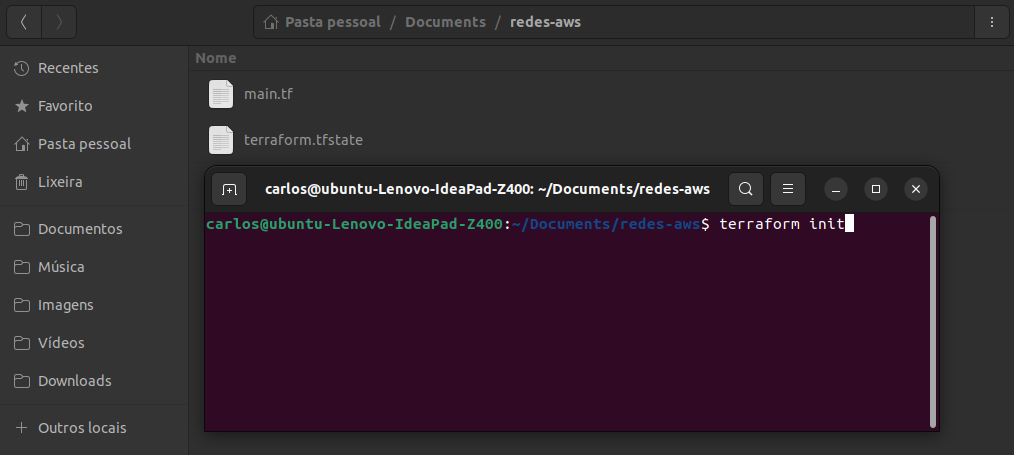 Pasta pessoal / Documents / redes-aws
Recentes
Favorito
Pasta pessoal
Lixeira
Documentos
Música
Imagens
Vídeos
Downloads
Outros locais
Nome
main.tf
terraform.tfstate
carlos@ubuntu-Lenovo-IdeaPad-Z400: ~/Documents/redes-aws
carlos@ubuntu-Lenovo-IdeaPad-Z400:~/Documents/redes-aws$ terraform init